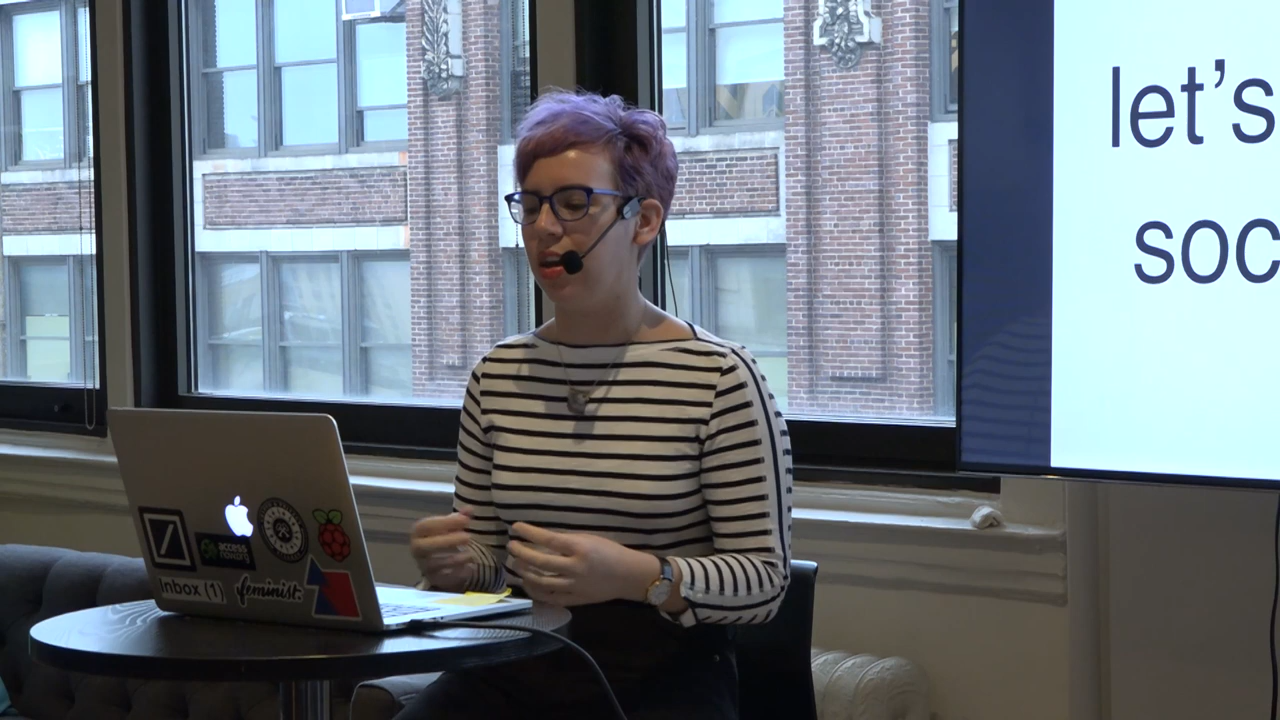 let's
soc
access
Inbox (1)
feminist.